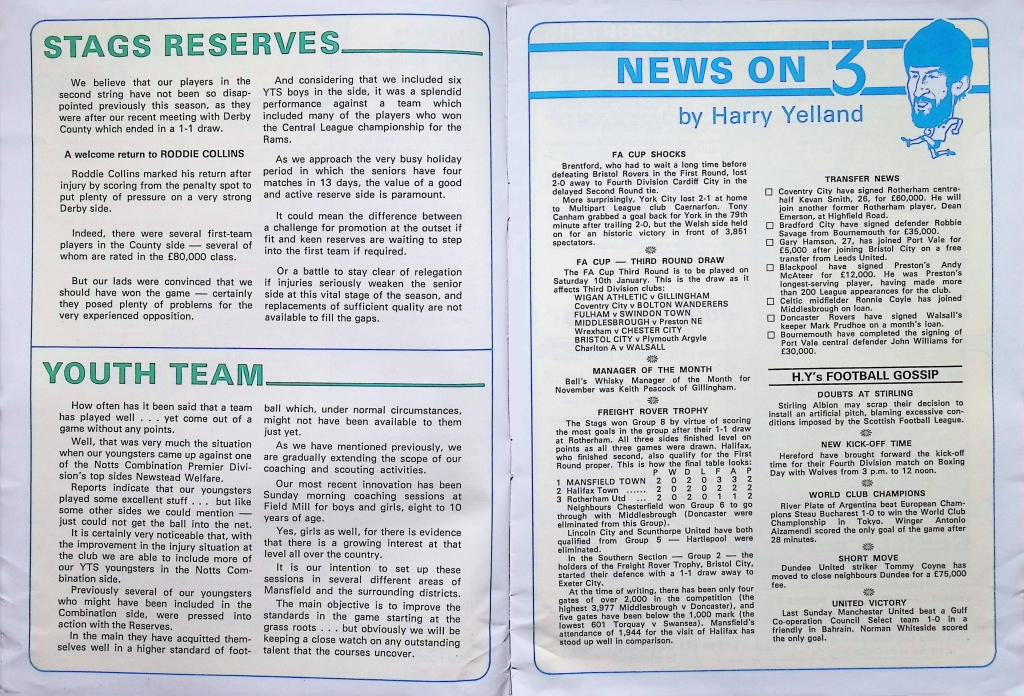 STAGS RESERVES
We believe that our players in the
second string have not been so disap-
pointed previously this season, as they
were after our recent meeting with Derby
County which ended in a 1-1 draw.
A welcome return to RODDIE COLLINS
Roddie Collins marked his return after
injury by scoring from the penalty spot to
put plenty of pressure on a very strong
Derby side.
Indeed, there were several first-team
players in the County side — several of
whom are rated in the £80,000 class.
But our lads were convinced that we
should have won the game — certainly
they posed plenty of problems for the
very experienced opposition.
And considering that we included six
YTS boys in the side, it was a splendid
performance against a team which
included many of the players who won
the Central League championship for the
Rams.
As we approach the very busy holiday
period in which the seniors have four
matches in 13 days, the value of a good
and active reserve side is paramount.
It could mean the difference between
a challenge for promotion at the outset if
fit and keen reserves are waiting to step
into the first team if required.
Or a battle to stay clear of relegation
if injuries seriously weaken the senior
side at this vital stage of the season, and
replacements of sufficient quality are not
available to fill the gaps.
YOUTH TEAM
How often has it been said that a team
has played well . . . yet come out of a
game without any points.
Well, that was very much the situation
when our youngsters came up against one
of the Notts Combination Premier Divi-
sion's top sides Newstead Welfare.
Reports indicate that our youngsters
played some excellent stuff . . . but like
some other sides we could mention —
just could not get the ball into the net.
It is certainly very noticeable that, with
the improvement in the injury situation at
the club we are able to include more of
our YTS youngsters in the Notts Com-
bination side.
Previously several of our youngsters
who might have been included in the
Combination side, were pressed into
action with the Reserves.
In the main they have acquitted them-
selves well in a higher standard of foot-
ball which, under normal circumstances,
might not have been available to them
just yet.
As we have mentioned previously, we
are gradually extending the scope of our
coaching and scouting activities.
Our most recent innovation has been
Sunday morning coaching sessions at
Field Mill for boys and girls, eight to 10
years of age.
Yes, girls as well, for there is evidence
that there is a growing interest at that
level all over the country.
It is our intention to set up these
sessions in several different areas of
Mansfield and the surrounding districts.
The main objective is to improve the
standards in the game starting at the
grass roots . . . but obviously we will be
keeping a close watch on any outstanding
talent that the courses uncover.
NEWS ON 3
by Harry Yelland
FA CUP SHOCKS
Brentford, who had to wait a long time before
defeating Bristol Rovers in the First Round, lost
2-0 away to Fourth Division Cardiff City in the
delayed Second Round tie.
More surprisingly, York City lost 2-1 at home
to Multipart League club Caernarfon. Tony
Canham grabbed a goal back for York in the 79th
minute after trailing 2-0, but the Welsh side held
on for an historic victory in front of 3,851
spectators.
FA CUP — THIRD ROUND DRAW
The FA Cup Third Round is to be played on
Saturday 10th January. This is the draw as it
affects Third Division clubs:
WIGAN ATHLETIC v GILLINGHAM
Coventry City v BOLTON WANDERERS
FULHAM v SWINDON TOWN
MIDDLESBROUGH v Preston NE
Wrexham v CHESTER CITY
BRISTOL CITY v Plymouth Argyle
Charlton A v WALSALL
MANAGER OF THE MONTH
Bell's Whisky Manager of the Month for
November was Keith Peacock of Gillingham.
FREIGHT ROVER TROPHY
The Stags won Group 8 by virtue of scoring
the most goals in the group after their 1-1 draw
at Rotherham. All three sides finished level on
points as all three games were drawn. Halifax,
who finished second, also qualify for the First
Round proper. This is how the final table looks:
P W D L F A P
1 MANSFIELD TOWN 2 0 2 0 3 3 2
2 Halifax Town ...... 2 0 2 0 2 2 2
3 Rotherham Utd ... 2 0 2 0 1 1 2
Neighbours Chesterfield won Group 6 to go
through with Middlesbrough (Doncaster were
eliminated from this Group).
Lincoln City and Scunthorpe United have both
qualified from Group 5 — Hartlepool were
eliminated.
In the Southern Section — Group 2 — the
holders of the Freight Rover Trophy, Bristol City,
started their defence with a 1-1 draw away to
Exeter City.
At the time of writing, there has been only four
gates of over 2,000 in the competition (the
highest 3,977 Middlesbrough v Doncaster), and
five gates have been below the 1,000 mark (the
lowest 601 Torquay v Swansea). Mansfield's
attendance of 1,944 for the visit of Halifax has
stood up well in comparison.
TRANSFER NEWS
Coventry City have signed Rotherham centre-
half Kevan Smith, 26, for £60,000. He will
join another former Rotherham player, Dean
Emerson, at Highfield Road.
Bradford City have signed defender Robbie
Savage from Bournemouth for £35,000.
Gary Hamson, 27, has joined Port Vale for
£5,000 after joining Bristol City on a free
transfer from Leeds United.
Blackpool have signed Preston's Andy
McAteer for £12,000. He was Preston's
longest-serving player, having made more
than 200 League appearances for the club.
Celtic midfielder Ronnie Coyle has joined
Middlesbrough on loan.
Doncaster Rovers have signed Walsall's
keeper Mark Prudhoe on a month's loan.
Bournemouth have completed the signing of
Port Vale central defender John Williams for
£30,000.
H.Y's FOOTBALL GOSSIP
DOUBTS AT STIRLING
Stirling Albion may scrap their decision to
install an artificial pitch, blaming excessive con-
ditions imposed by the Scottish Football League.
NEW KICK-OFF TIME
Hereford have brought forward the kick-off
time for their Fourth Division match on Boxing
Day with Wolves from 3 p.m. to 12 noon.
WORLD CLUB CHAMPIONS
River Plate of Argentina beat European Cham-
pions Steau Bucharest 1-0 to win the World Club
Championship in Tokyo. Winger Antonio
Aizamendi scored the only goal of the game after
28 minutes.
SHORT MOVE
Dundee United striker Tommy Coyne has
moved to close neighbours Dundee for a £75,000
fee.
UNITED VICTORY
Last Sunday Manchester United beat a Gulf
Co-operation Council Select team 1-0 in a
friendly in Bahrain. Norman Whiteside scored
the only goal.